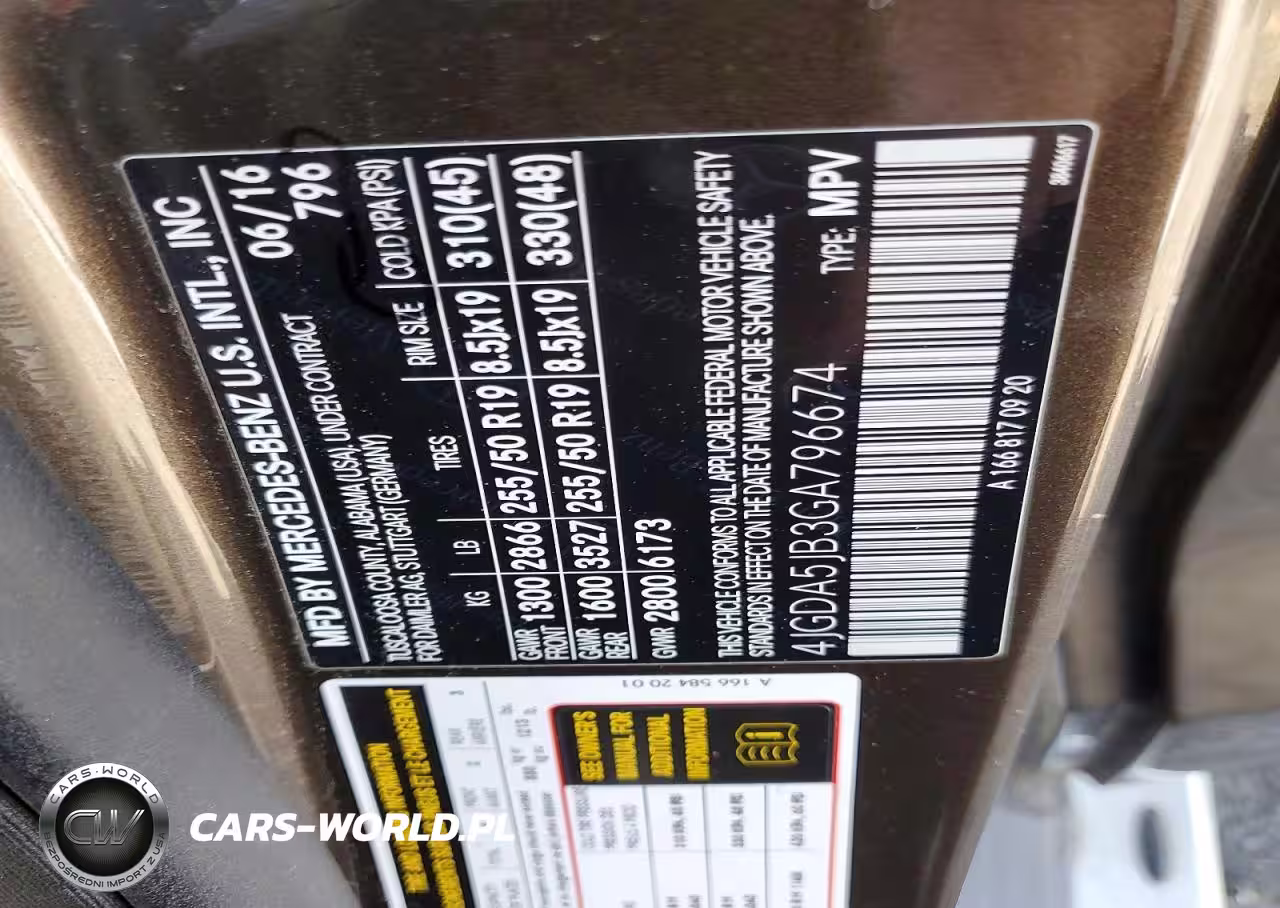 MFD BY MERCEDES-BENZ U.S. INTL., INC
TUSCALOOSA COUNTY, ALABAMA (USA), UNDER CONTRACT 06/16
FOR DAIMLER AG, STUTTGART (GERMANY) 796
KG LB TIRES RIM SIZE COLD KPA(PSI)
GAWR FRONT 1300 2866 255/50 R19 8.5Jx19 310(45)
GAWR REAR 1600 3527 255/50 R19 8.5Jx19 330(48)
GVWR 2800 6173
THIS VEHICLE CONFORMS TO ALL APPLICABLE FEDERAL MOTOR VEHICLE SAFETY
STANDARDS IN EFFECT ON THE DATE OF MANUFACTURE SHOWN ABOVE.
4JGDA5JB3GA796674 TYPE: MPV
A 166 817 09 20
38406617
A 166 584 20 01
SEE OWNER'S
MANUAL FOR
ADDITIONAL
INFORMATION
CARS-WORLD
CW
BEZPOŚREDNI IMPORT Z USA
CARS-WORLD.PL